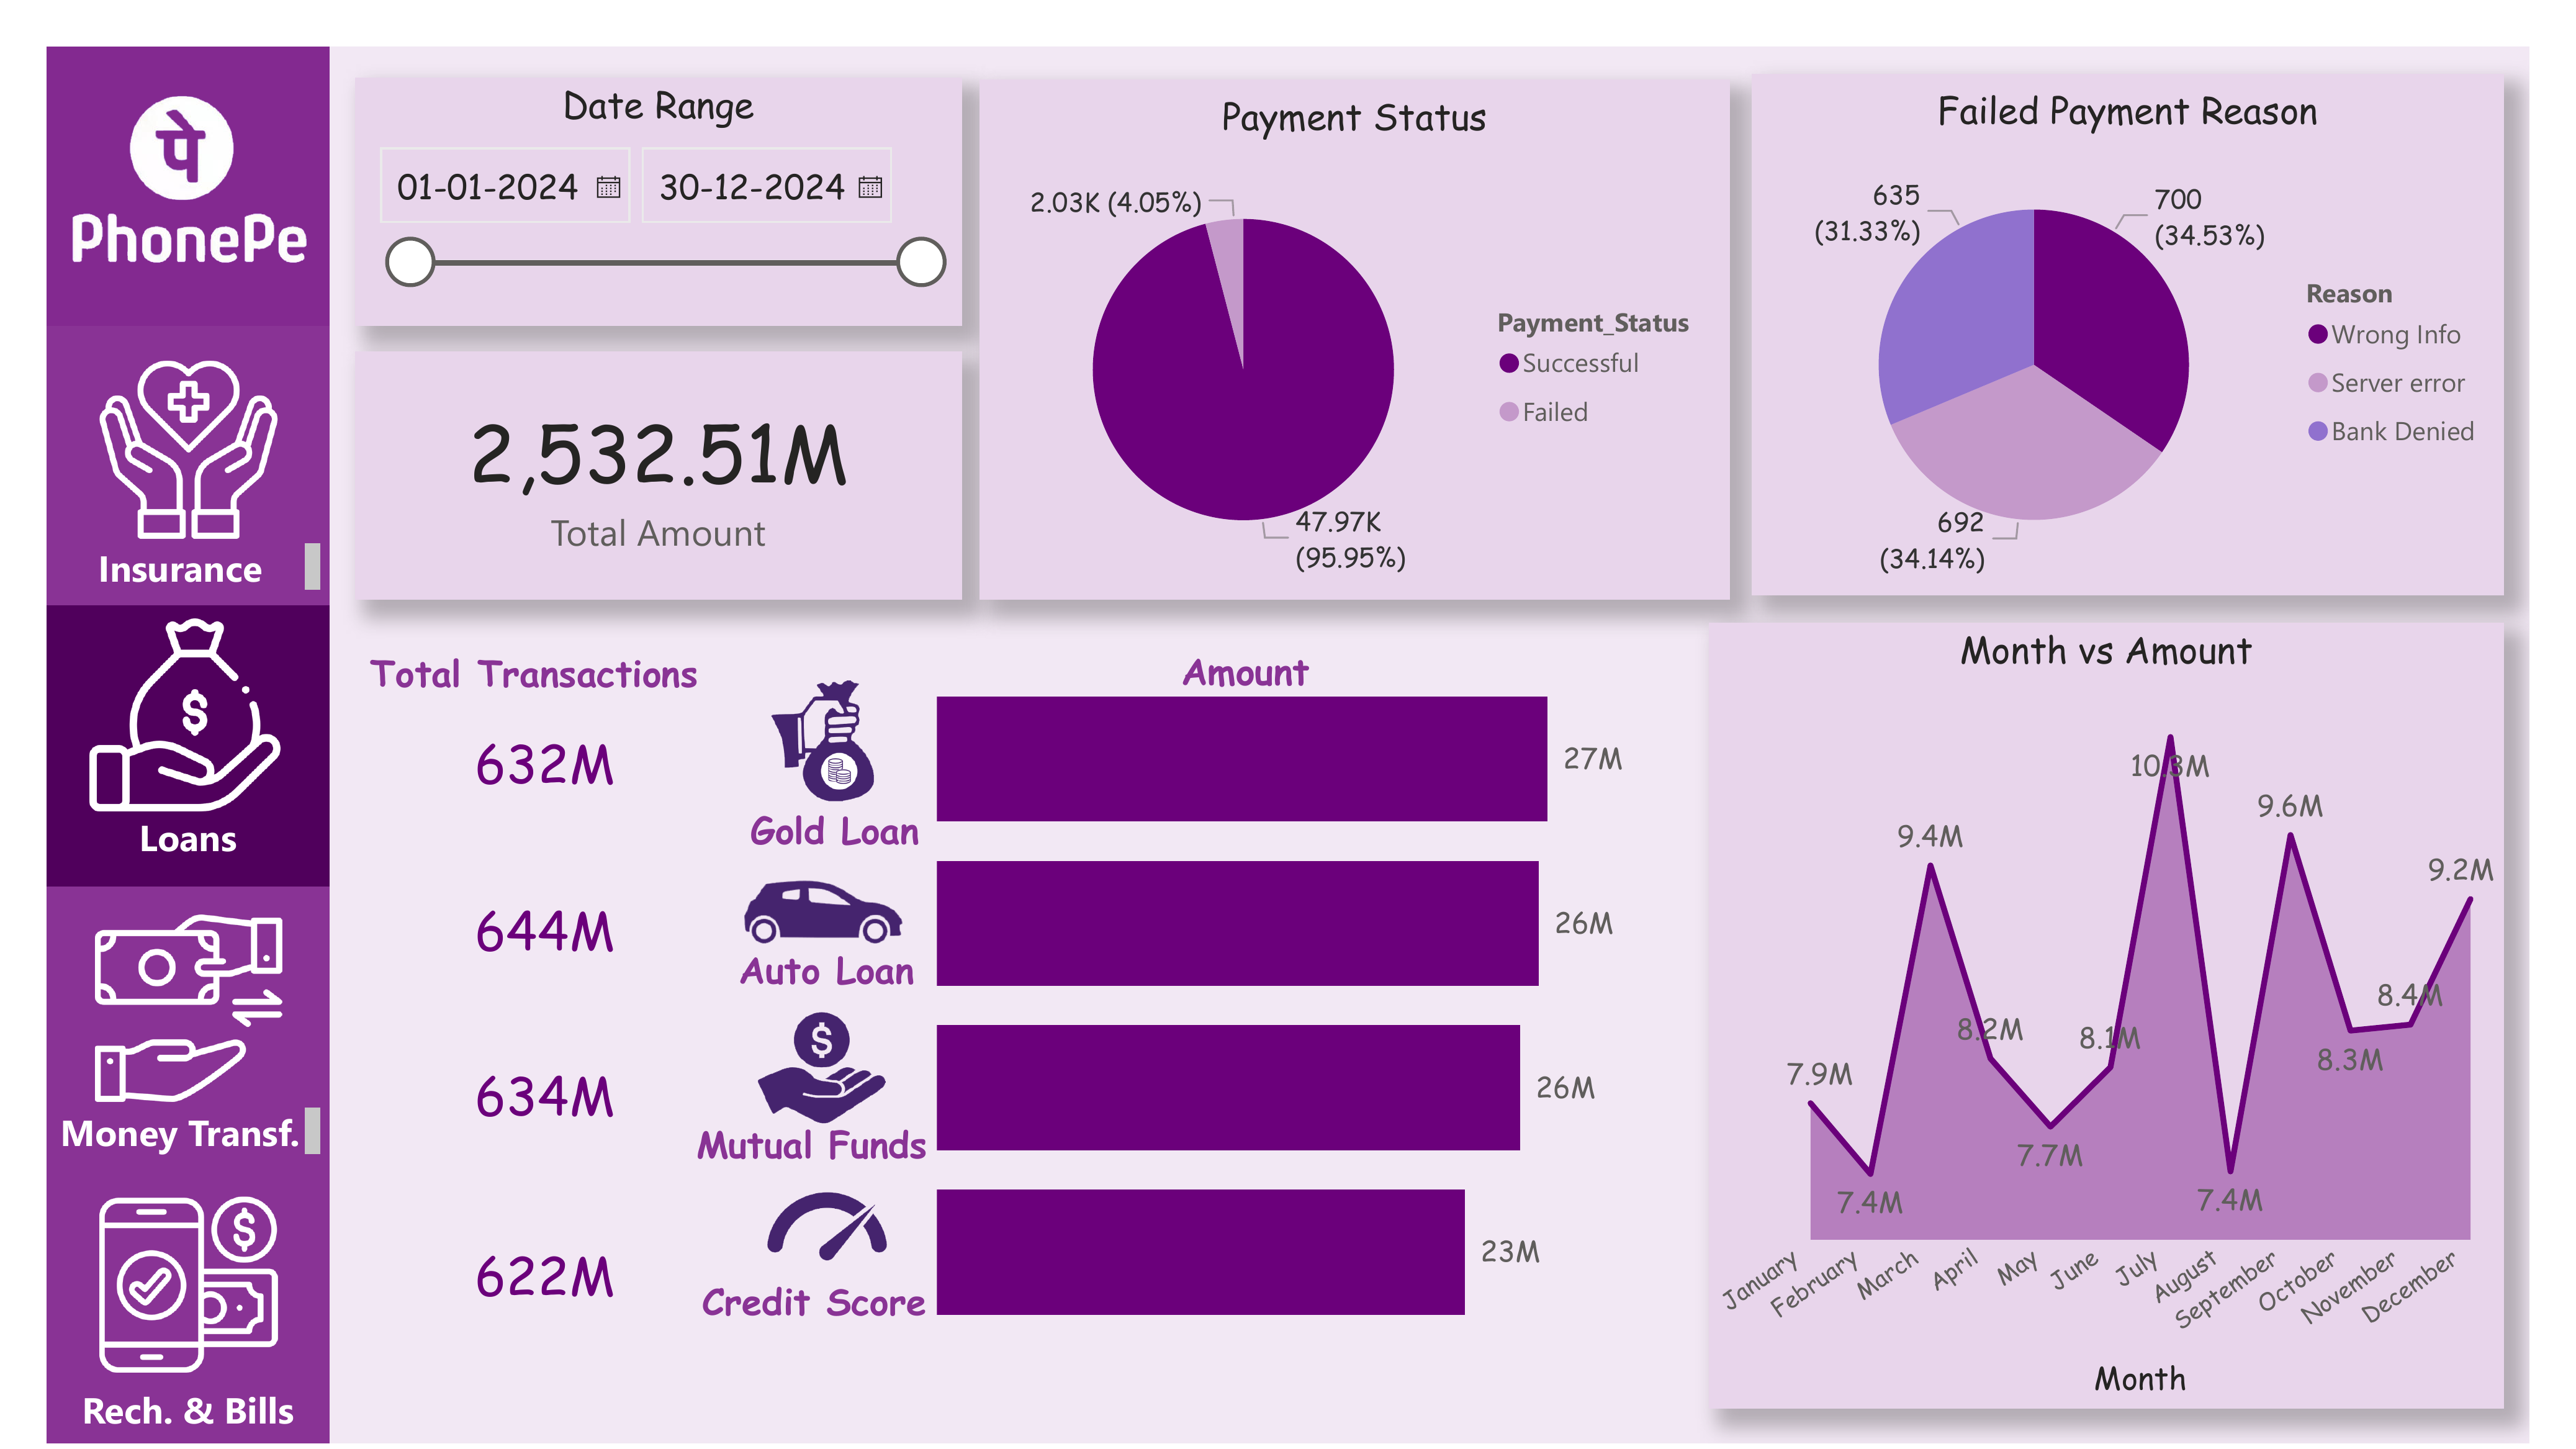 पे
PhonePe
Insurance
Loans
$
Money Transf.
$
Rech. & Bills
Date Range
01-01-2024
30-12-2024
2,532.51M
Total Amount
Payment Status
2.03K (4.05%)
47.97K
(95.95%)
Payment_Status
Successful
Failed
Failed Payment Reason
635
(31.33%)
700
(34.53%)
692
(34.14%)
Reason
Wrong Info
Server error
Bank Denied
Total Transactions
Amount
632M
Gold Loan
27M
644M
Auto Loan
26M
634M
$
Mutual Funds
26M
622M
Credit Score
23M
Month vs Amount
7.9M
7.4M
9.4M
8.2M
7.7M
8.1M
10.3M
7.4M
9.6M
8.3M
8.4M
9.2M
January
February
March
April
May
June
July
August
September
October
November
December
Month